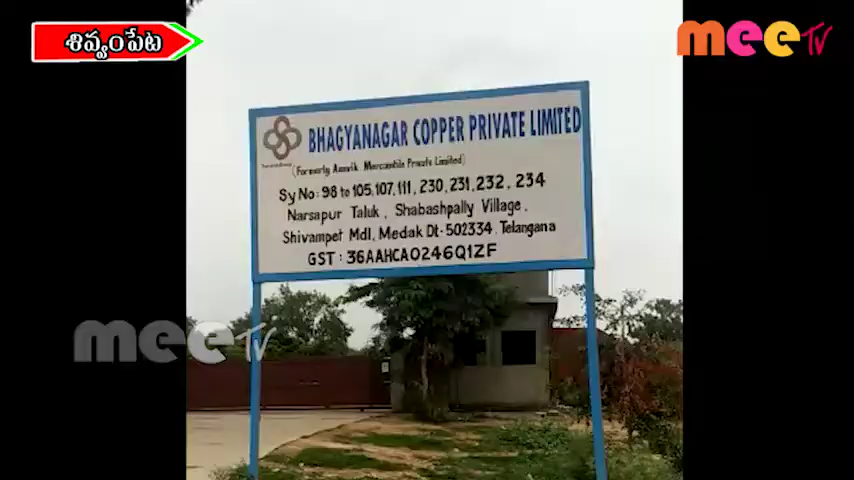 శివ్వంపేట
mee TV
BHAGYANAGAR COPPER PRIVATE LIMITED
(Formerly Aanvik Mercantile Private Limited)
Sy No: 98 to 105, 107, 111, 230, 231, 232, 234
Narsapur Taluk, Shabashpally Village,
Shivampet Mdl, Medak Dt-502334, Telangana
GST : 36AAHCA0246Q1ZF
mee TV